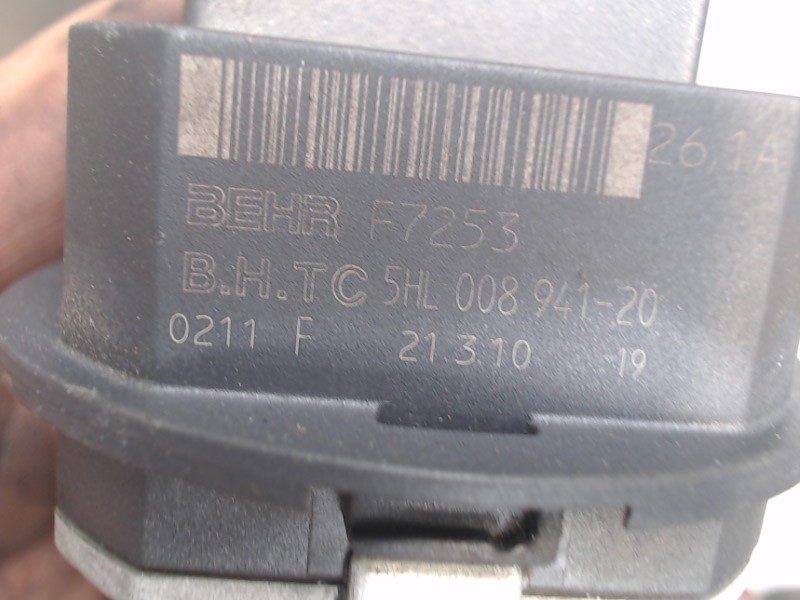 26,1A
BEHR F7253
B.H.TC 5HL 008 941-20
0211 F 21.3.10 -19